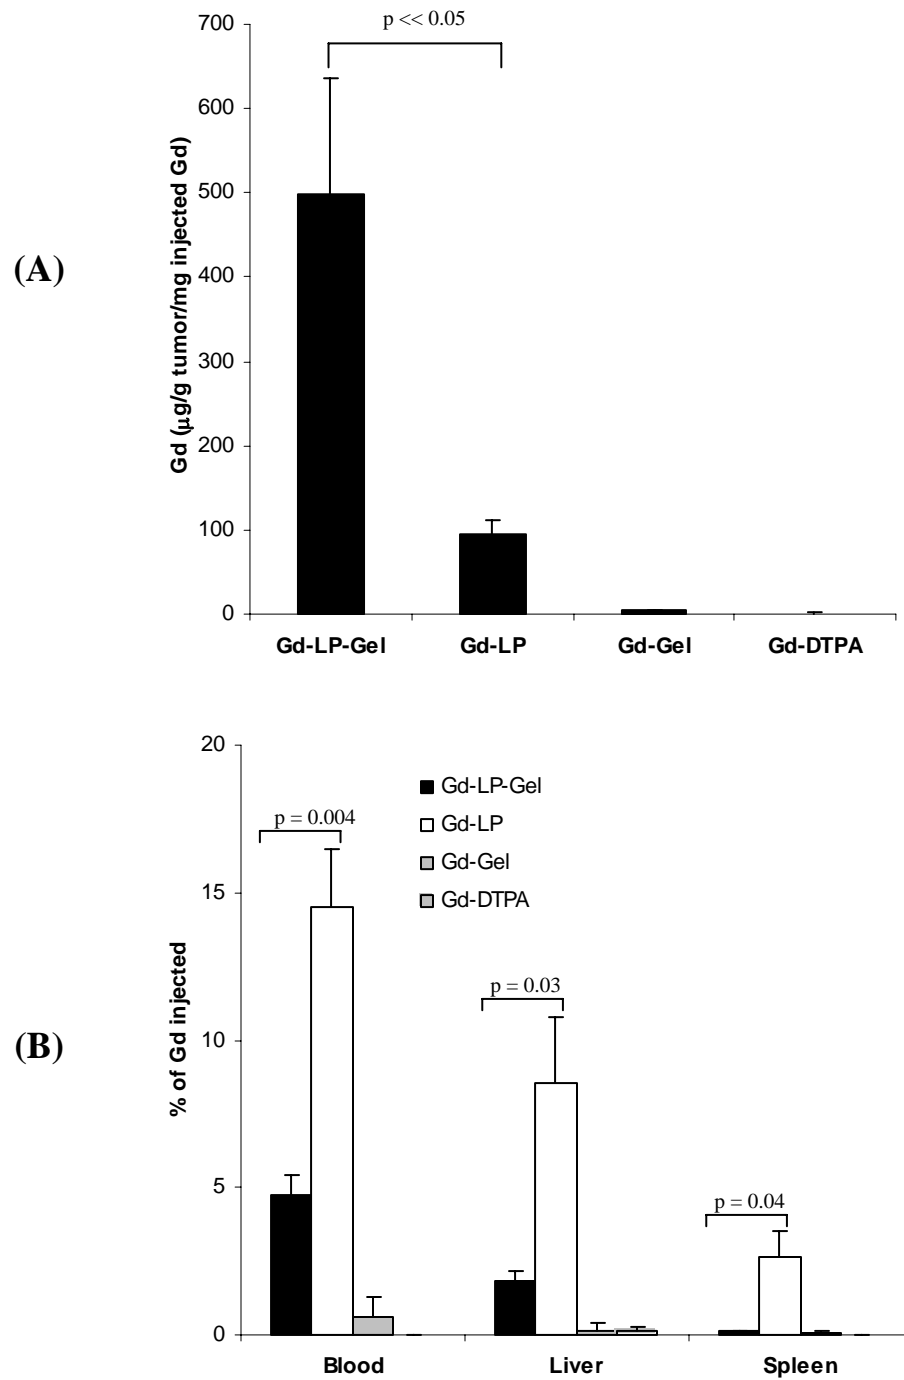 700
p << 0.05
600
500
400
300
200
100
0
Gd (μg/g tumor/mg injected Gd)
(A)
Gd-LP-Gel Gd-LP Gd-Gel Gd-DTPA
20
Gd-LP-Gel
p = 0.004
Gd-LP
Gd-Gel
Gd-DTPA
15
p = 0.03
10
5
p = 0.04
0
% of Gd injected
(B)
Blood Liver Spleen